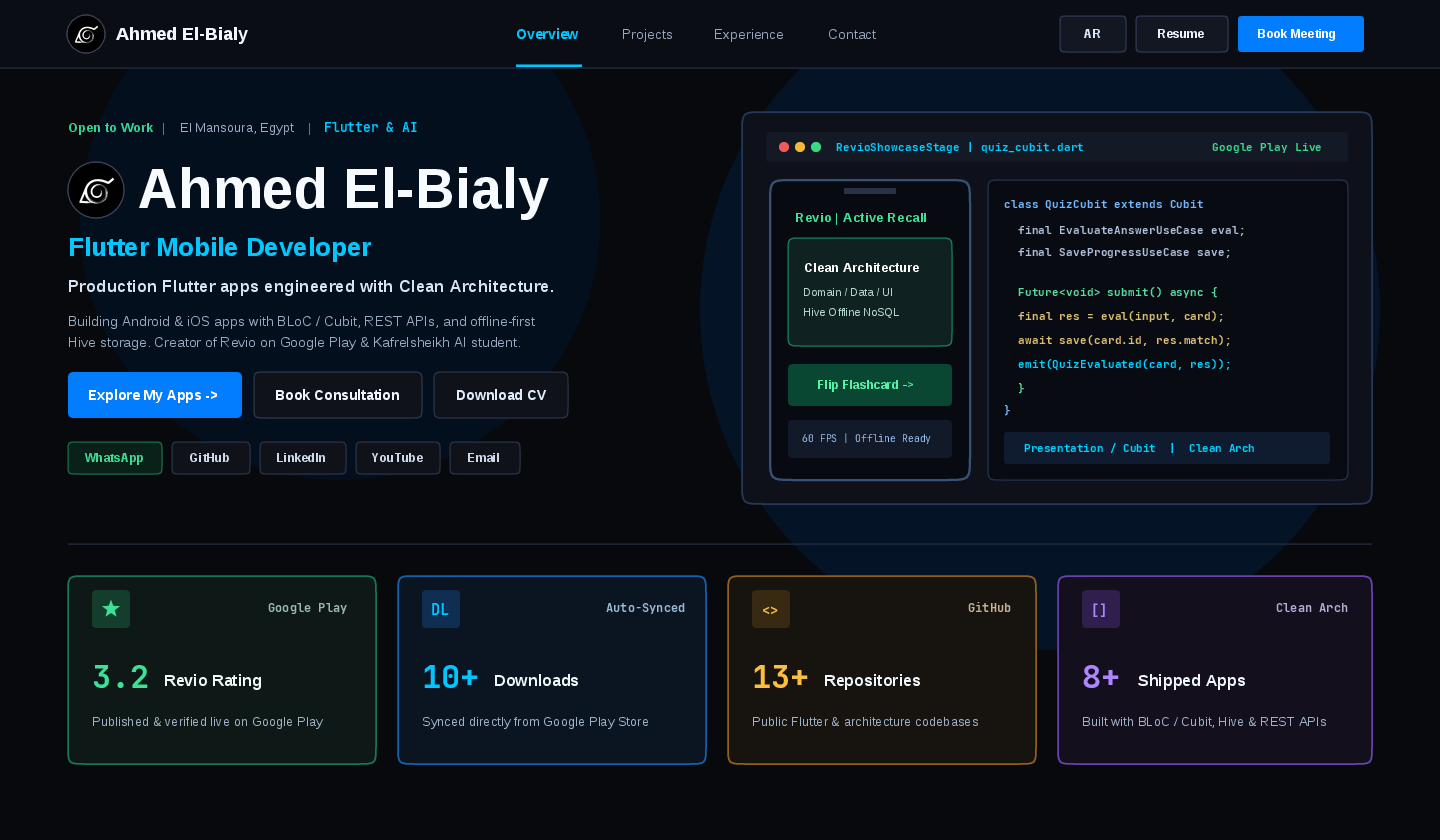 Ahmed El-Bialy
Overview
Projects
Experience
Contact
AR
Resume
Book Meeting
Open to Work | El Mansoura, Egypt | Flutter & AI
Ahmed El-Bialy
Flutter Mobile Developer
Production Flutter apps engineered with Clean Architecture.
Building Android & iOS apps with BLoC / Cubit, REST APIs, and offline-first
Hive storage. Creator of Revio on Google Play & Kafrelsheikh AI student.
Explore My Apps ->
Book Consultation
Download CV
WhatsApp
GitHub
LinkedIn
YouTube
Email
RevioShowcaseStage | quiz_cubit.dart
Google Play Live
Revio | Active Recall
Clean Architecture
Domain / Data / UI
Hive Offline NoSQL
Flip Flashcard ->
60 FPS | Offline Ready
class QuizCubit extends Cubit
final EvaluateAnswerUseCase eval;
final SaveProgressUseCase save;
Future<void> submit() async {
final res = eval(input, card);
await save(card.id, res.match);
emit(QuizEvaluated(card, res));
}
}
Presentation / Cubit | Clean Arch
Google Play
3.2 Revio Rating
Published & verified live on Google Play
DL
Auto-Synced
10+ Downloads
Synced directly from Google Play Store
<>
GitHub
13+ Repositories
Public Flutter & architecture codebases
[]
Clean Arch
8+ Shipped Apps
Built with BLoC / Cubit, Hive & REST APIs